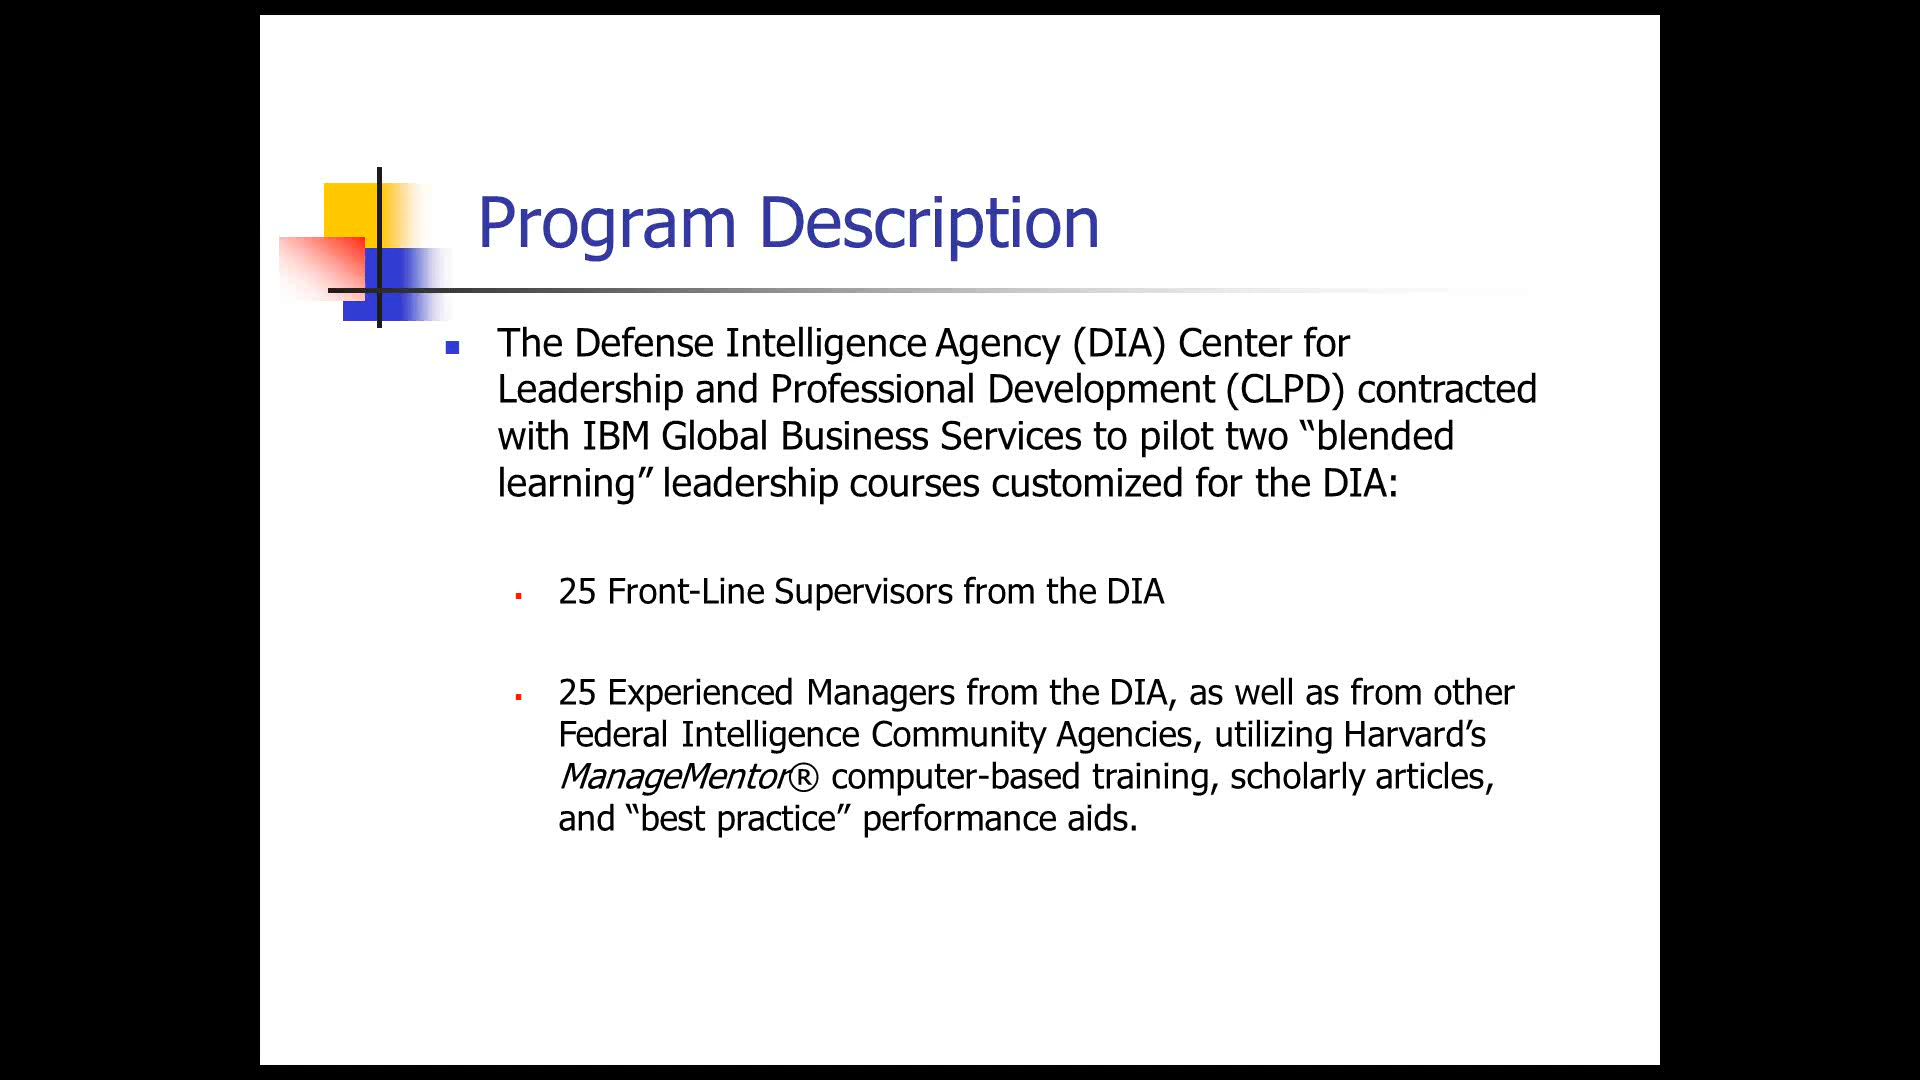 Program Description
The Defense Intelligence Agency (DIA) Center for
Leadership and Professional Development (CLPD) contracted
with IBM Global Business Services to pilot two “blended
learning” leadership courses customized for the DIA:
25 Front-Line Supervisors from the DIA
25 Experienced Managers from the DIA, as well as from other
Federal Intelligence Community Agencies, utilizing Harvard’s
ManageMentor® computer-based training, scholarly articles,
and “best practice” performance aids.